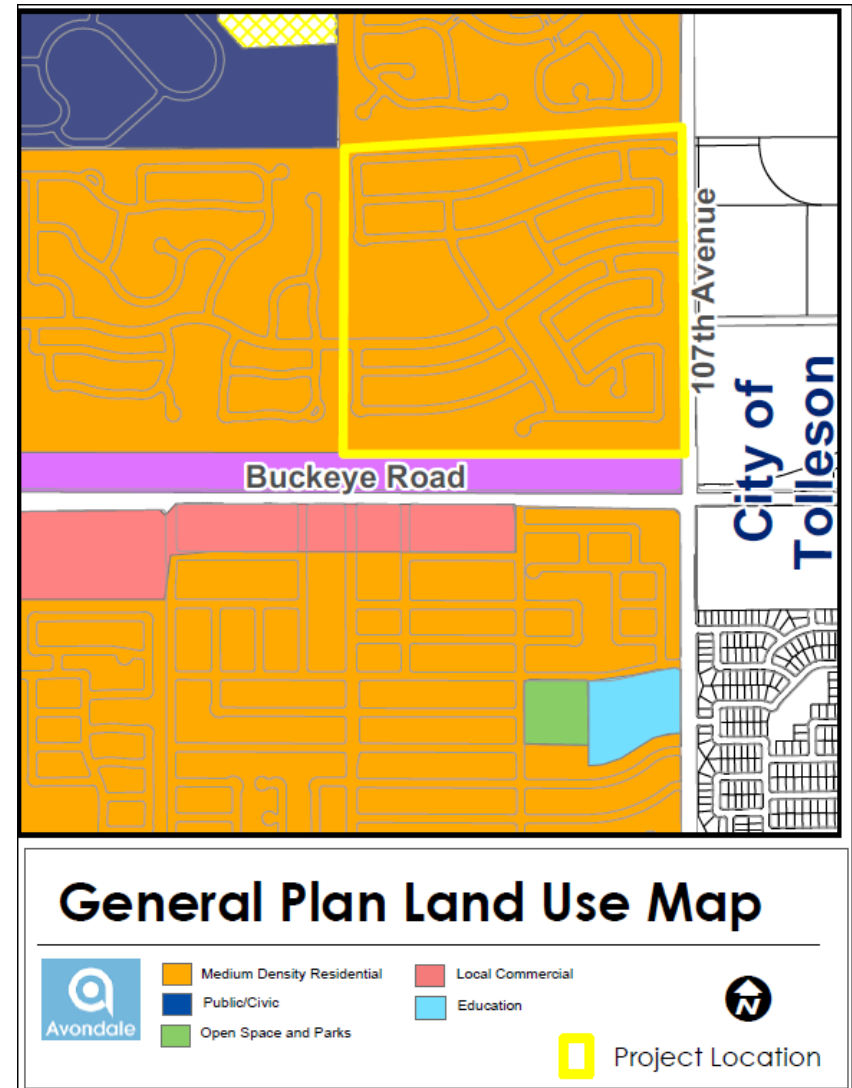 107th Avenue
City of
Tolleson
Buckeye Road
General Plan Land Use Map
Avondale
Medium Density Residential
Public/Civic
Open Space and Parks
Local Commercial
Education
N
Project Location